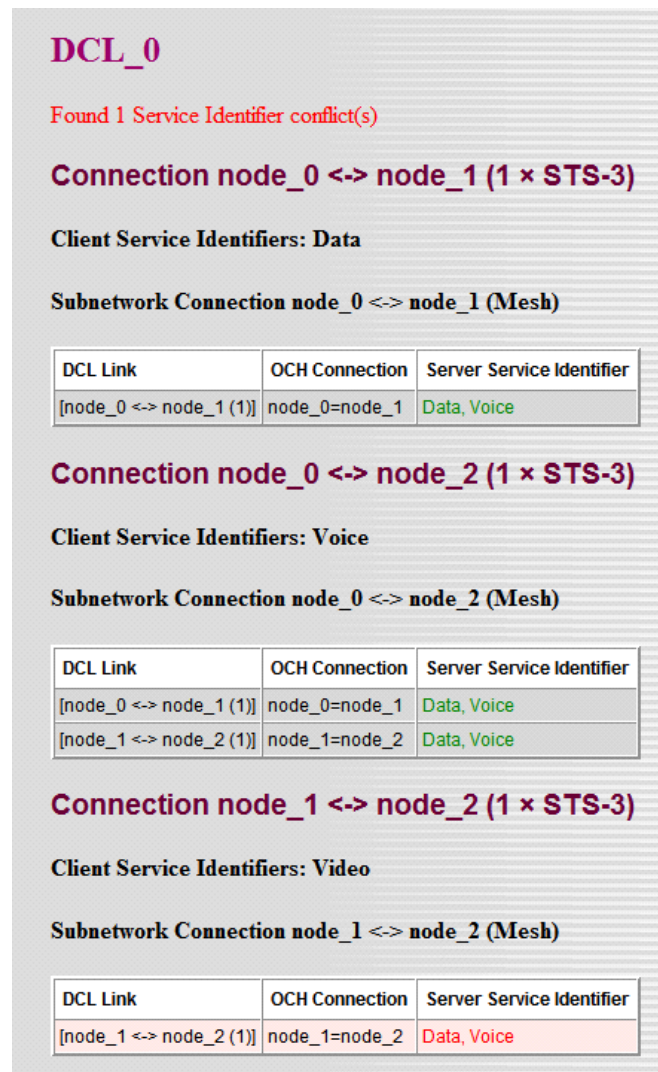 DCL_0
Found 1 Service Identifier conflict(s)
Connection node_0 <-> node_1 (1 × STS-3)
Client Service Identifiers: Data
Subnetwork Connection node_0 <-> node_1 (Mesh)
DCL Link OCH Connection Server Service Identifier
[node_0 <-> node_1 (1)] node_0=node_1 Data, Voice
Connection node_0 <-> node_2 (1 × STS-3)
Client Service Identifiers: Voice
Subnetwork Connection node_0 <-> node_2 (Mesh)
DCL Link OCH Connection Server Service Identifier
[node_0 <-> node_1 (1)] node_0=node_1 Data, Voice
[node_1 <-> node_2 (1)] node_1=node_2 Data, Voice
Connection node_1 <-> node_2 (1 × STS-3)
Client Service Identifiers: Video
Subnetwork Connection node_1 <-> node_2 (Mesh)
DCL Link OCH Connection Server Service Identifier
[node_1 <-> node_2 (1)] node_1=node_2 Data, Voice